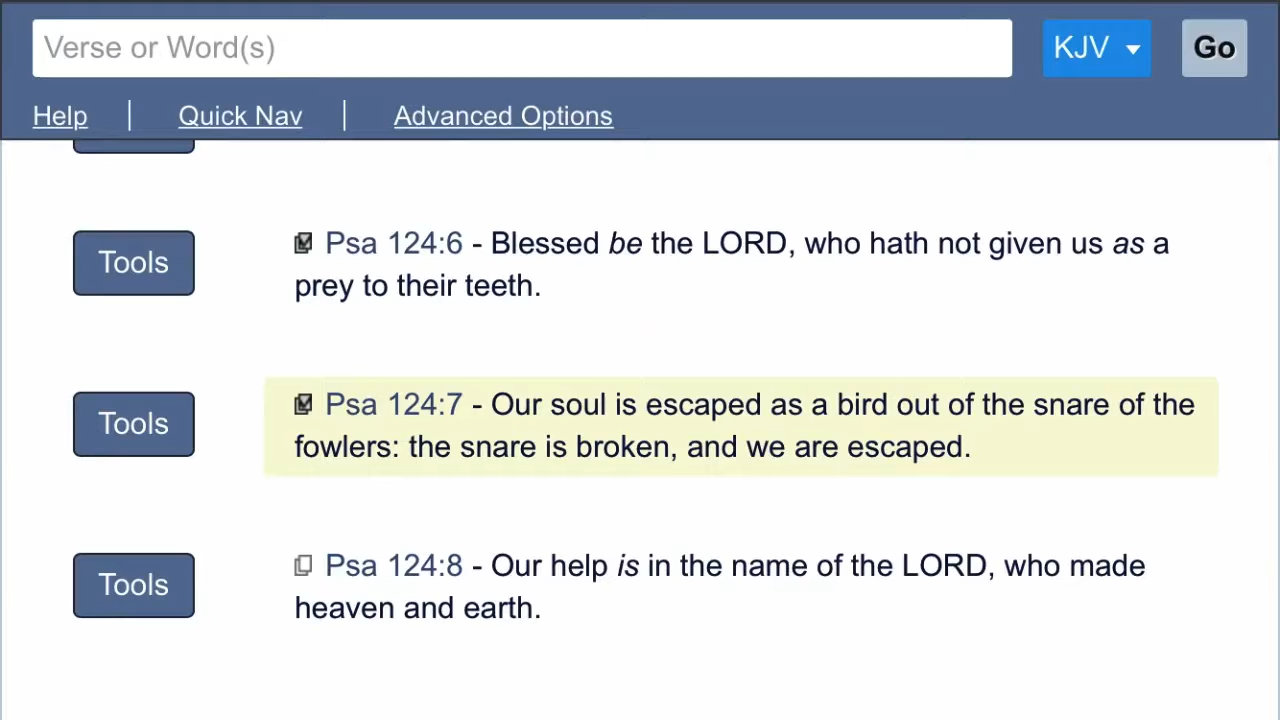 Verse or Word(s)
KJV
Go
Help | Quick Nav | Advanced Options
Tools
Psa 124:6 - Blessed be the LORD, who hath not given us as a
prey to their teeth.
Tools
Psa 124:7 - Our soul is escaped as a bird out of the snare of the
fowlers: the snare is broken, and we are escaped.
Tools
Psa 124:8 - Our help is in the name of the LORD, who made
heaven and earth.